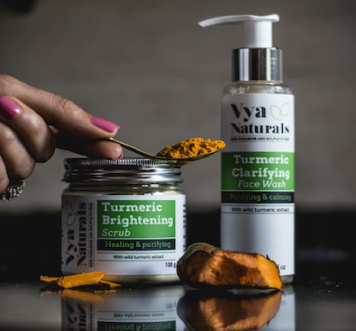 Vya
Naturals
Turmeric
Clarifying
Face Wash
Purifying & calming
With wild turmeric extract
Vya
Naturals
Turmeric
Brightening
Scrub
Healing & purifying
With wild turmeric extract
100 g